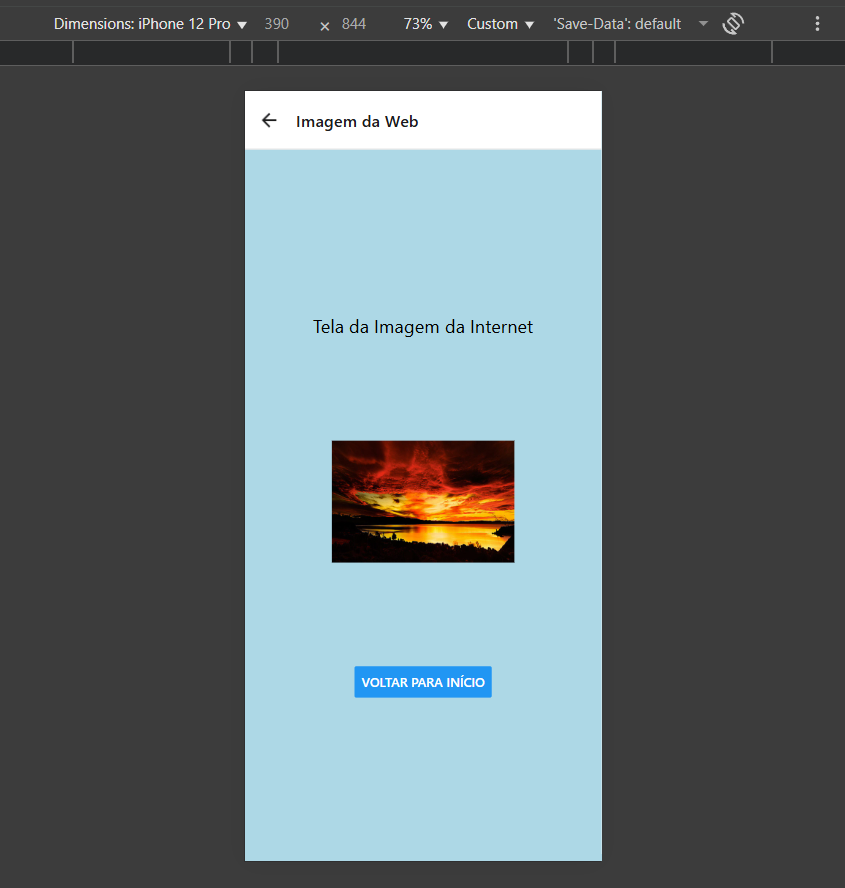 Dimensions: iPhone 12 Pro ▼ 390 × 844 73% ▼ Custom ▼ 'Save-Data': default
Imagem da Web
Tela da Imagem da Internet
VOLTAR PARA INÍCIO